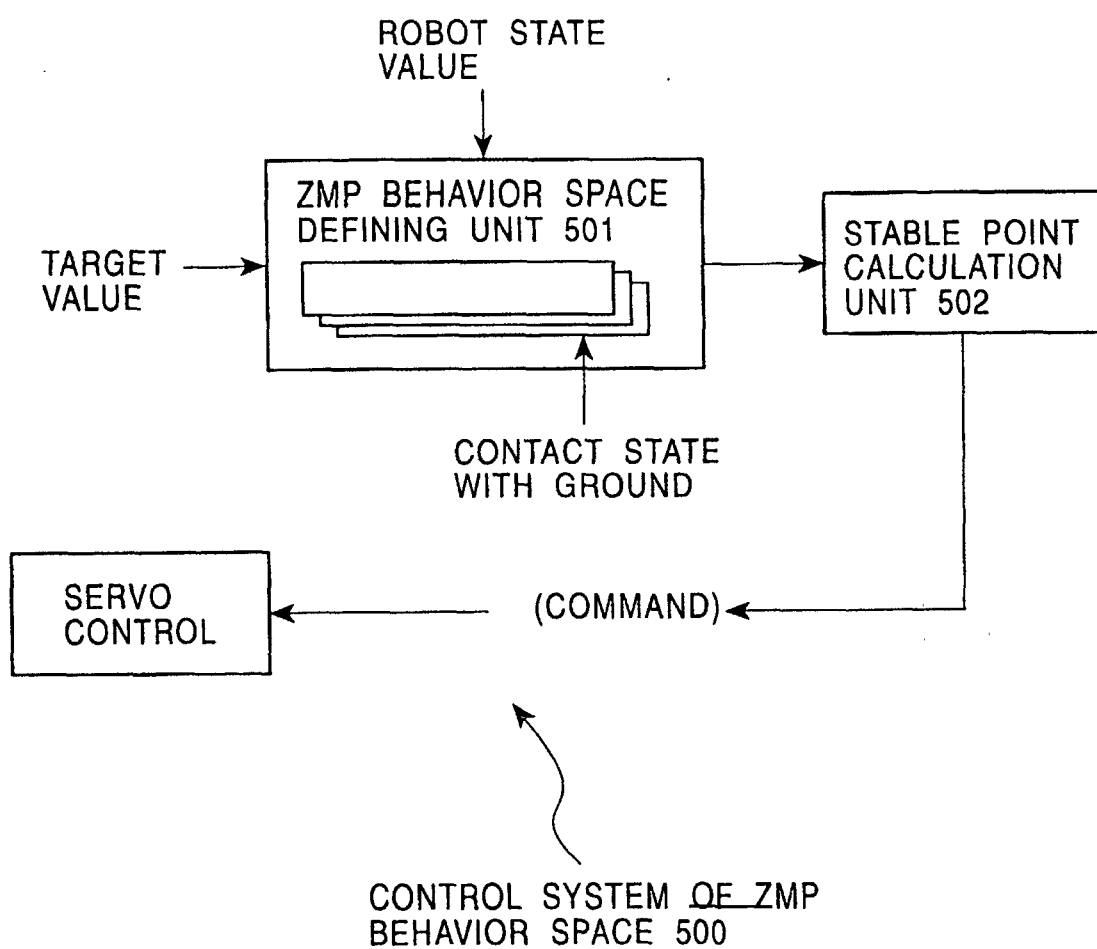 ROBOT STATE
VALUE
ZMP BEHAVIOR SPACE
DEFINING UNIT 501
TARGET
VALUE
STABLE POINT
CALCULATION
UNIT 502
CONTACT STATE
WITH GROUND
SERVO
CONTROL
(COMMAND)
CONTROL SYSTEM OF ZMP
BEHAVIOR SPACE 500